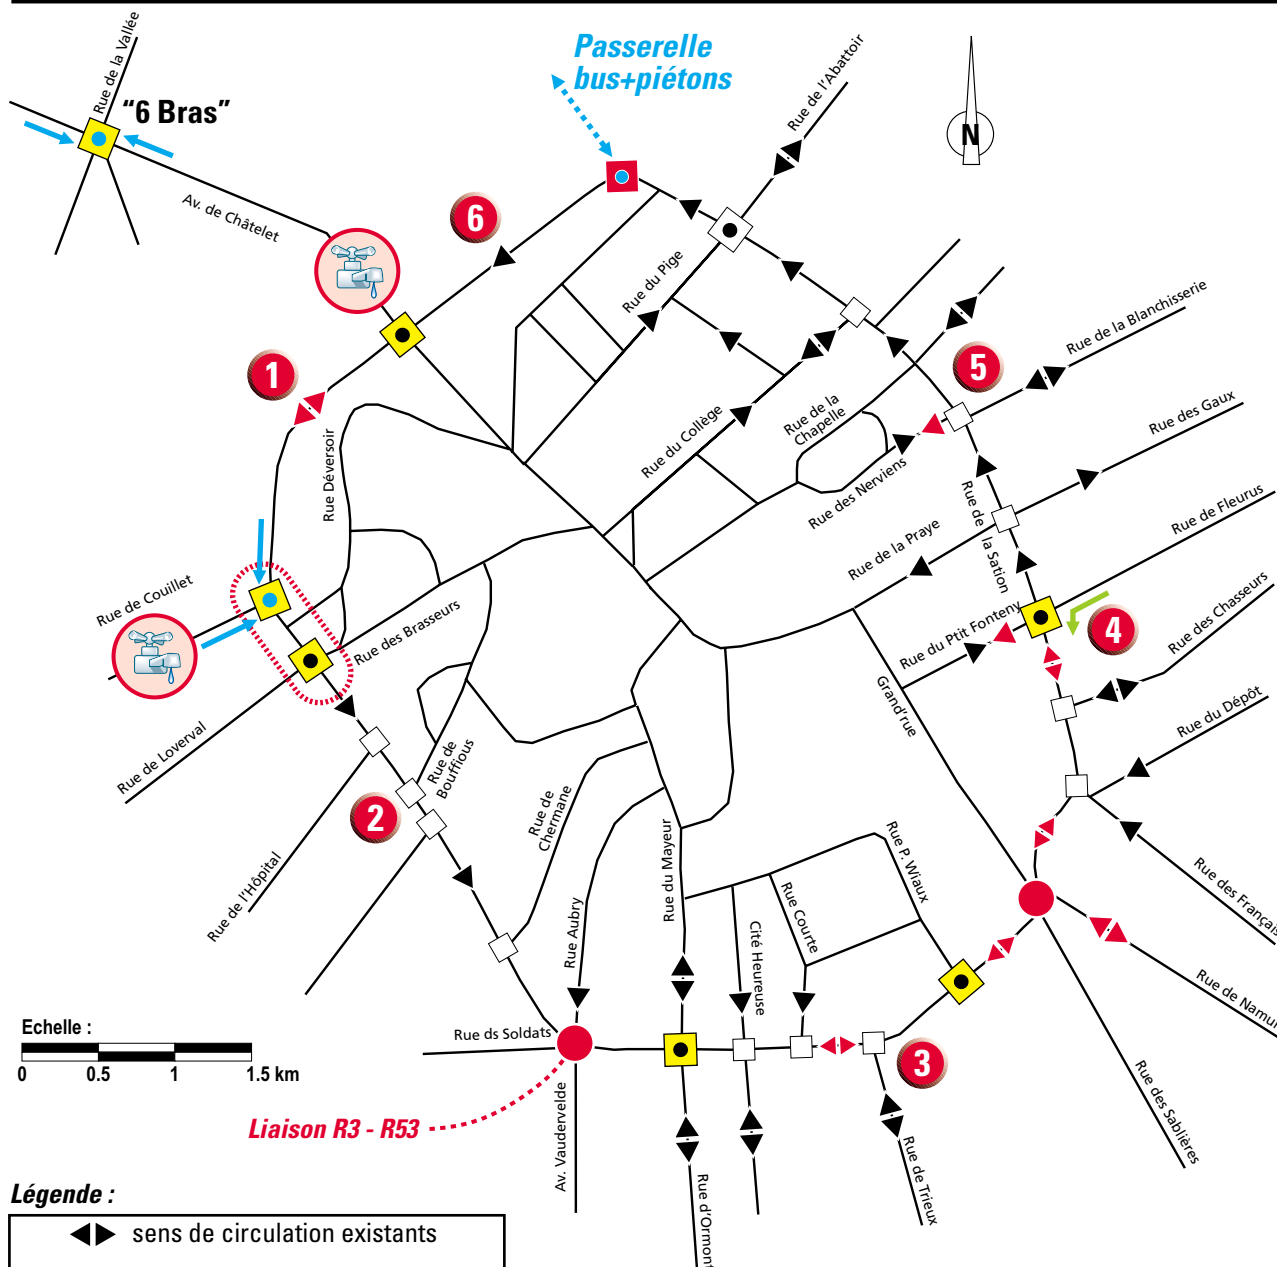 Rue de la Vallée
"6 Bras"
Passerelle
bus+piétons
Rue de l'Abattoir
N
Av. de Châtelet
6
Rue du Pige
1
5
Rue de la Blanchisserie
Rue Déversoir
Rue du Collège
Rue de la
Chapelle
Rue des Gaux
Rue des Nerviens
Rue de la Sation
Rue de Fleurus
Rue de la Praye
Rue de Couillet
Rue des Brasseurs
Rue du Ptit Fonteny
4
Rue des Chasseurs
Grand'rue
Rue du Dépôt
Rue de Loverval
Rue de
Bouffious
2
Rue de
Chermane
Rue du Mayeur
Rue P. Wiaux
Rue des Français
Rue de l'Hôpital
Rue Aubry
Cité Heureuse
Rue Courte
Rue de Namur
Echelle :
0 0.5 1 1.5 km
Rue ds Soldats
3
Liaison R3 - R53
Av. Vaudervelde
Rue d'Ormont
Rue de Trieux
Rue des Sablières
Légende :
sens de circulation existants